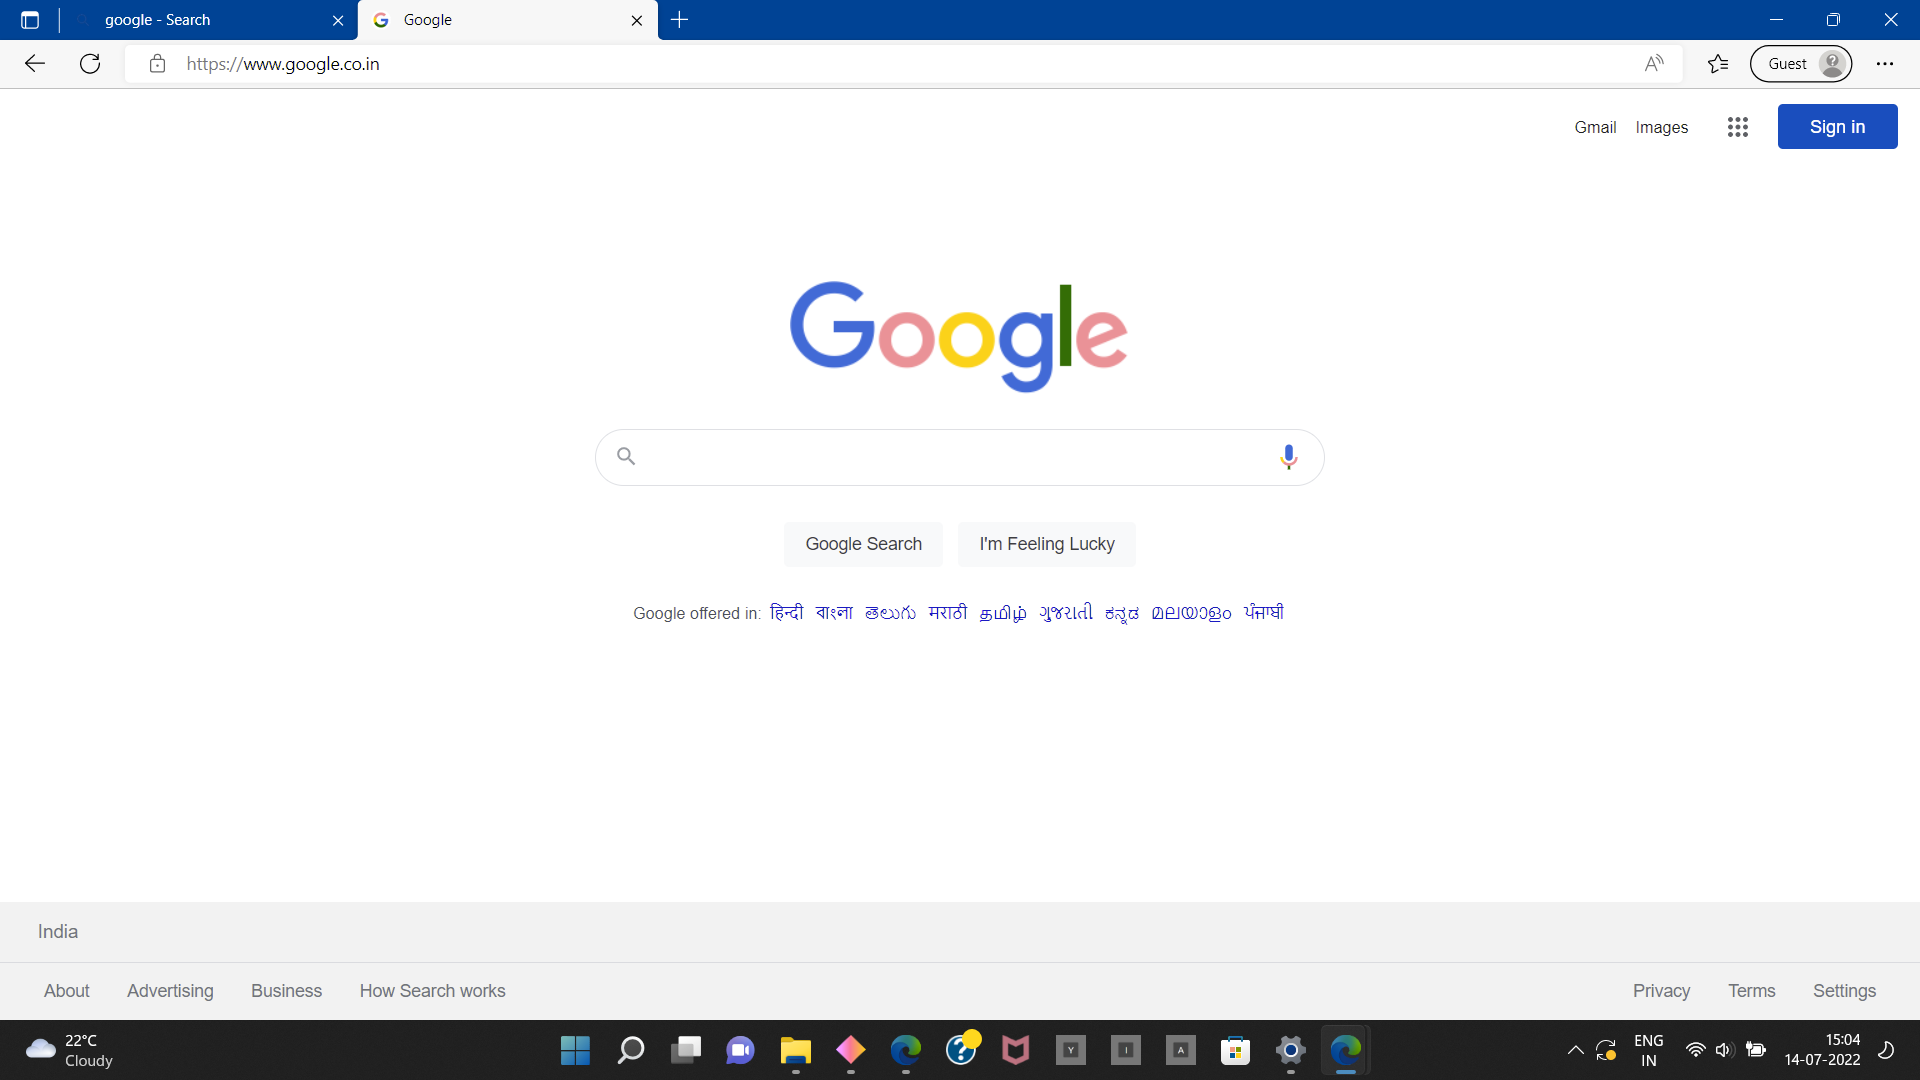 google - Search
Google
https://www.google.co.in
Guest
Gmail Images Sign in
Google
Google Search I'm Feeling Lucky
Google offered in: हिन्दी বাংলা తెలుగు मराठी தமிழ் ગુજરાતી ಕನ್ನಡ മലയാളം ਪੰਜਾਬੀ
India
About Advertising Business How Search works Privacy Terms Settings
22°C
Cloudy
Y I A
ENG
IN
15:04
14-07-2022